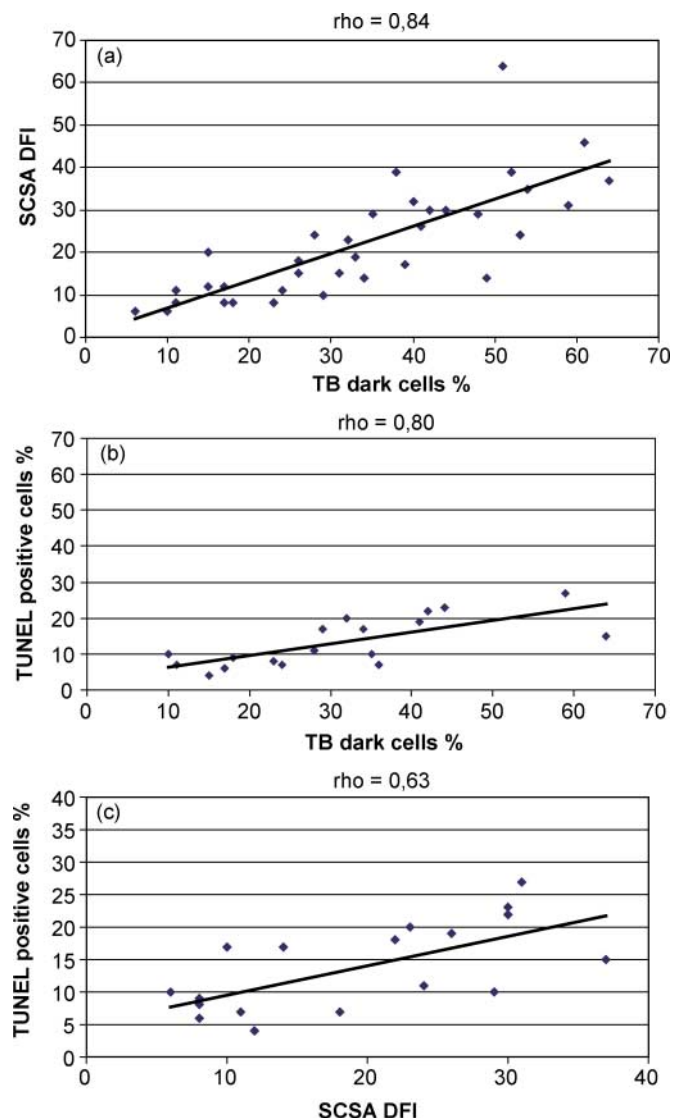 rho = 0,84
(a)
SCSA DFI
70
60
50
40
30
20
10
0
0 10 20 30 40 50 60 70
TB dark cells %
rho = 0,80
(b)
TUNEL positive cells %
70
60
50
40
30
20
10
0
0 10 20 30 40 50 60 70
TB dark cells %
rho = 0,63
(c)
TUNEL positive cells %
40
35
30
25
20
15
10
5
0
0 10 20 30 40
SCSA DFI